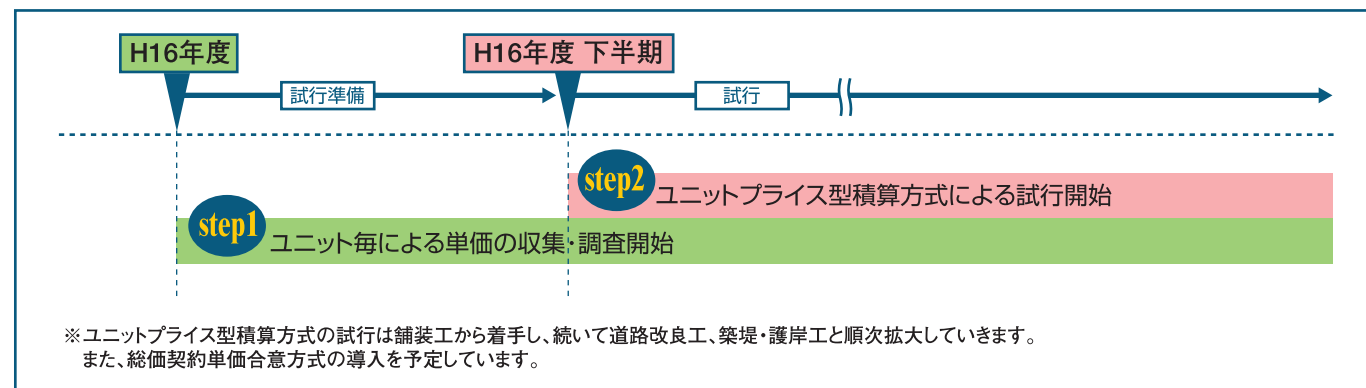 H16年度
H16年度 下半期
試行準備
試行
step2
ユニットプライス型積算方式による試行開始
step1
ユニット毎による単価の収集・調査開始
※ユニットプライス型積算方式の試行は舗装工から着手し、続いて道路改良工、築堤・護岸工と順次拡大していきます。
また、総価契約単価合意方式の導入を予定しています。